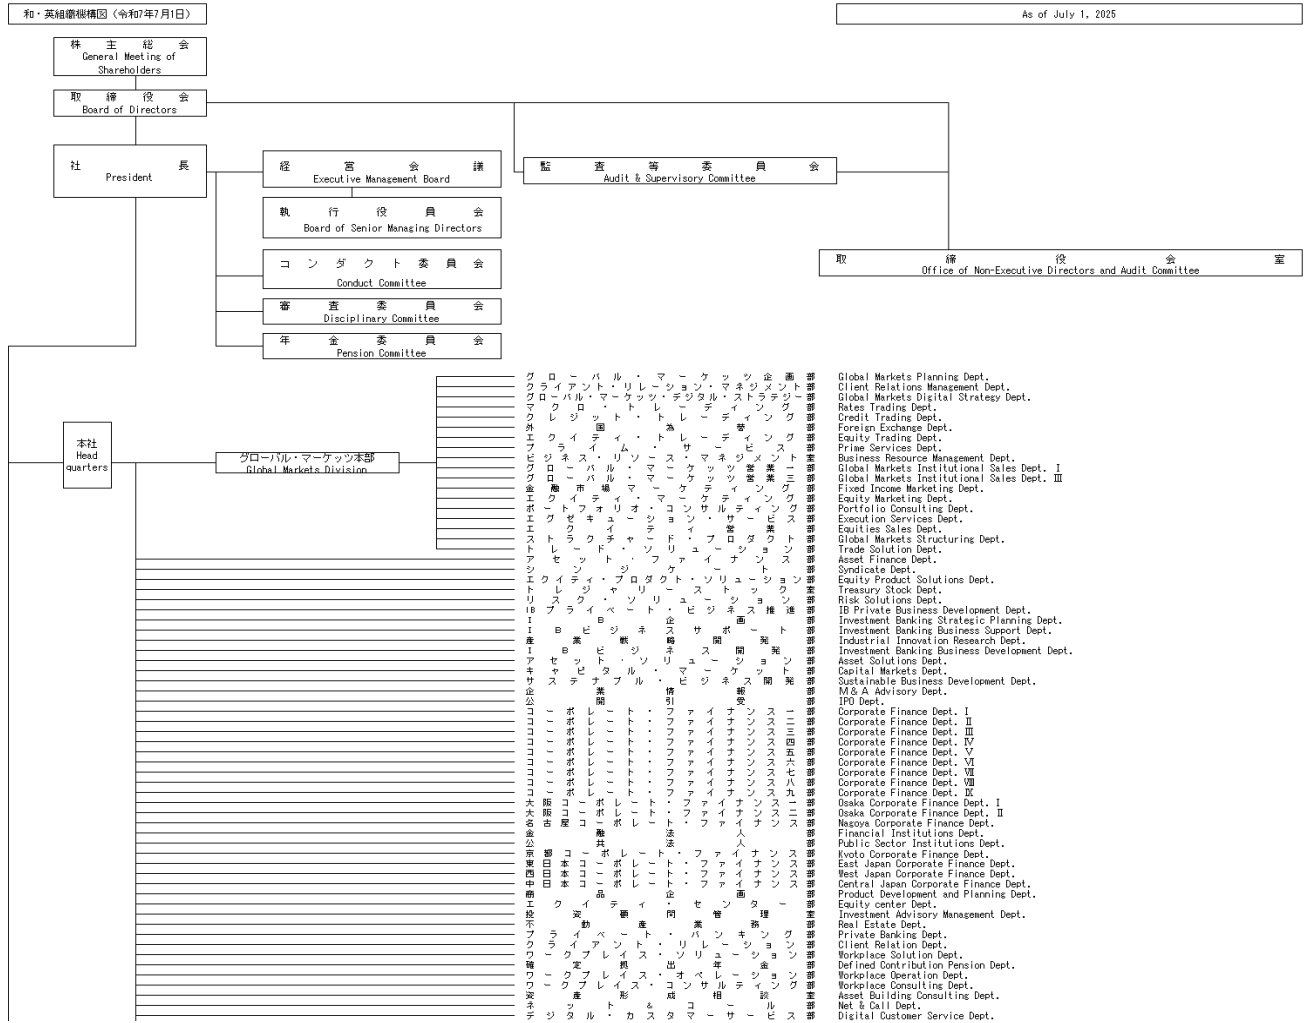 和・英組織機構図（令和7年7月1日）
As of July 1, 2025
株主総会
General Meeting of
Shareholders
取締役会
Board of Directors
社長
President
経営会議
Executive Management Board
監査等委員会
Audit & Supervisory Committee
執行役員会
Board of Senior Managing Directors
コンダクト委員会
Conduct Committee
取締役会室
Office of Non-Executive Directors and Audit Committee
審査委員会
Disciplinary Committee
年金委員会
Pension Committee
本社
Head
quarters
グローバル・マーケッツ本部
Global Markets Division
グローバル・マーケッツ企画部 Global Markets Planning Dept.
クライアント・リレーション・マネジメント部 Client Relations Management Dept.
グローバル・マーケッツ・デジタル・ストラテジー部 Global Markets Digital Strategy Dept.
マクロ・トレーディング部 Rates Trading Dept.
クレジット・トレーディング部 Credit Trading Dept.
外国為替部 Foreign Exchange Dept.
エクイティ・トレーディング部 Equity Trading Dept.
プライム・サービス部 Prime Services Dept.
ビジネス・リソース・マネジメント室 Business Resource Management Dept.
グローバル・マーケッツ営業一部 Global Markets Institutional Sales Dept. Ⅰ
グローバル・マーケッツ営業三部 Global Markets Institutional Sales Dept. Ⅲ
金融市場マーケティング部 Fixed Income Marketing Dept.
エクイティ・マーケティング部 Equity Marketing Dept.
ポートフォリオ・コンサルティング部 Portfolio Consulting Dept.
エグゼキューション・サービス部 Execution Services Dept.
エクイティ営業部 Equities Sales Dept.
ストラクチャード・プロダクト部 Global Markets Structuring Dept.
トレード・ソリューション部 Trade Solution Dept.
アセット・ファイナンス部 Asset Finance Dept.
シンジケート部 Syndicate Dept.
エクイティ・プロダクト・ソリューション部 Equity Product Solutions Dept.
トレジャリーストック室 Treasury Stock Dept.
リスク・ソリューション部 Risk Solutions Dept.
IBプライベート・ビジネス推進部 IB Private Business Development Dept.
IB企画部 Investment Banking Strategic Planning Dept.
IBビジネスサポート部 Investment Banking Business Support Dept.
産業戦略開発部 Industrial Innovation Research Dept.
IBビジネス開発部 Investment Banking Business Development Dept.
アセット・ソリューション部 Asset Solutions Dept.
キャピタル・マーケット部 Capital Markets Dept.
サステナブル・ビジネス開発部 Sustainable Business Development Dept.
企業情報部 M&A Advisory Dept.
公開引受部 IPO Dept.
コーポレート・ファイナンス一部 Corporate Finance Dept. Ⅰ
コーポレート・ファイナンス二部 Corporate Finance Dept. Ⅱ
コーポレート・ファイナンス三部 Corporate Finance Dept. Ⅲ
コーポレート・ファイナンス四部 Corporate Finance Dept. Ⅳ
コーポレート・ファイナンス五部 Corporate Finance Dept. Ⅴ
コーポレート・ファイナンス六部 Corporate Finance Dept. Ⅵ
コーポレート・ファイナンス七部 Corporate Finance Dept. Ⅶ
コーポレート・ファイナンス八部 Corporate Finance Dept. Ⅷ
コーポレート・ファイナンス九部 Corporate Finance Dept. Ⅸ
大阪コーポレート・ファイナンス一部 Osaka Corporate Finance Dept. Ⅰ
大阪コーポレート・ファイナンス二部 Osaka Corporate Finance Dept. Ⅱ
名古屋コーポレート・ファイナンス部 Nagoya Corporate Finance Dept.
金融法人部 Financial Institutions Dept.
公共法人部 Public Sector Institutions Dept.
京都コーポレート・ファイナンス部 Kyoto Corporate Finance Dept.
東日本コーポレート・ファイナンス部 East Japan Corporate Finance Dept.
西日本コーポレート・ファイナンス部 West Japan Corporate Finance Dept.
中日本コーポレート・ファイナンス部 Central Japan Corporate Finance Dept.
商品企画部 Product Development and Planning Dept.
エクイティ・センター部 Equity center Dept.
投資顧問管理室 Investment Advisory Management Dept.
不動産業務部 Real Estate Dept.
プライベート・バンキング部 Private Banking Dept.
クライアント・リレーション部 Client Relation Dept.
ワークプレイス・ソリューション部 Workplace Solution Dept.
確定拠出年金部 Defined Contribution Pension Dept.
ワークプレイス・オペレーション部 Workplace Operation Dept.
ワークプレイス・コンサルティング部 Workplace Consulting Dept.
資産形成相談室 Asset Building Consulting Dept.
ネット&コール部 Net & Call Dept.
デジタル・カスタマーサービス部 Digital Customer Service Dept.